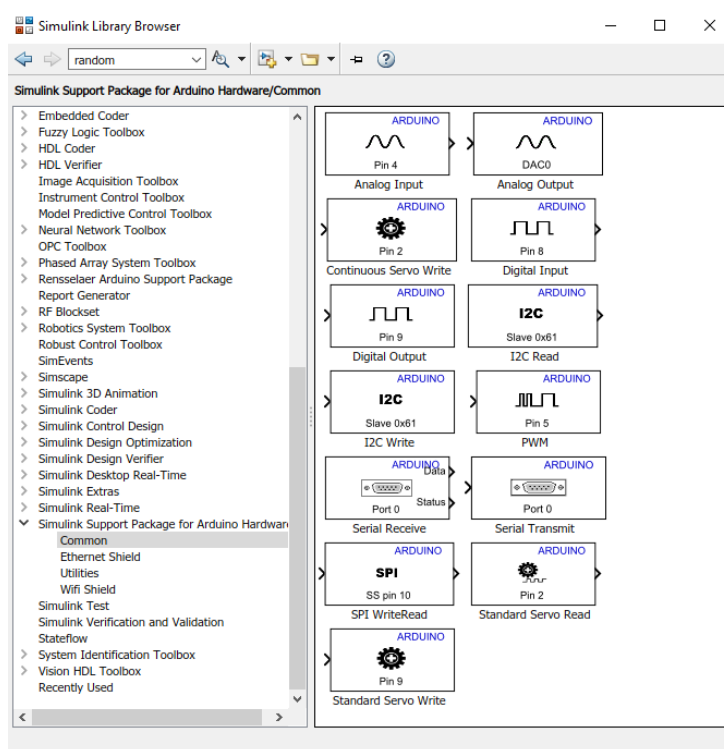 Simulink Library Browser
random
Simulink Support Package for Arduino Hardware/Common
Embedded Coder
Fuzzy Logic Toolbox
HDL Coder
HDL Verifier
Image Acquisition Toolbox
Instrument Control Toolbox
Model Predictive Control Toolbox
Neural Network Toolbox
OPC Toolbox
Phased Array System Toolbox
Rensselaer Arduino Support Package
Report Generator
RF Blockset
Robotics System Toolbox
Robust Control Toolbox
SimEvents
Simscape
Simulink 3D Animation
Simulink Coder
Simulink Control Design
Simulink Design Optimization
Simulink Design Verifier
Simulink Desktop Real-Time
Simulink Extras
Simulink Real-Time
Simulink Support Package for Arduino Hardwar
Common
Ethernet Shield
Utilities
Wifi Shield
Simulink Test
Simulink Verification and Validation
Stateflow
System Identification Toolbox
Vision HDL Toolbox
Recently Used
ARDUINO
Pin 4
Analog Input
ARDUINO
DAC0
Analog Output
ARDUINO
Pin 2
Continuous Servo Write
ARDUINO
Pin 8
Digital Input
ARDUINO
Pin 9
Digital Output
ARDUINO
I2C
Slave 0x61
I2C Read
ARDUINO
I2C
Slave 0x61
I2C Write
ARDUINO
Pin 5
PWM
ARDUINO
Data
Status
Port 0
Serial Receive
ARDUINO
Port 0
Serial Transmit
ARDUINO
SPI
SS pin 10
SPI WriteRead
ARDUINO
Pin 2
Standard Servo Read
ARDUINO
Pin 9
Standard Servo Write